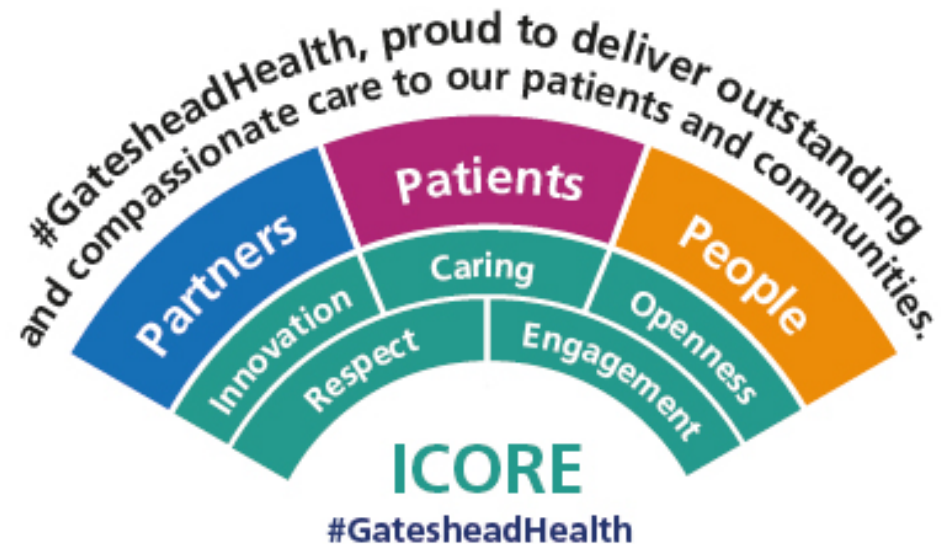 #GatesheadHealth, proud to deliver outstanding
and compassionate care to our patients and communities.
Partners
Patients
People
Innovation
Caring
Openness
Respect
Engagement
ICORE
#GatesheadHealth